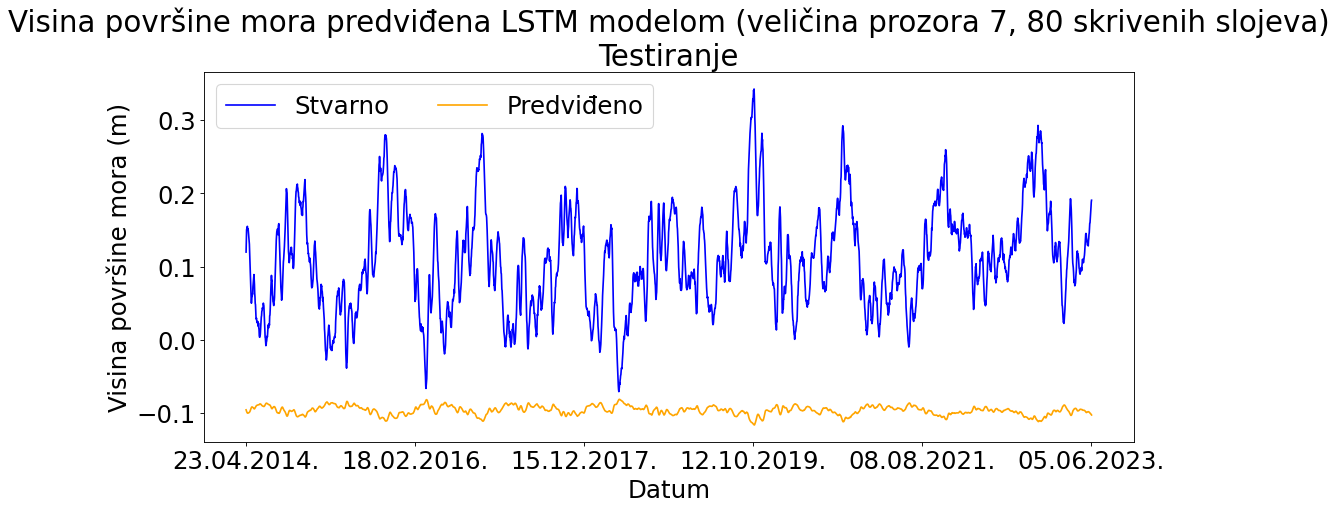 Visina površine mora predviđena LSTM modelom (veličina prozora 7, 80 skrivenih slojeva)
Testiranje
Stvarno
Predviđeno
Visina površine mora (m)
0.3
0.2
0.1
0.0
−0.1
23.04.2014.
18.02.2016.
15.12.2017.
12.10.2019.
08.08.2021.
05.06.2023.
Datum